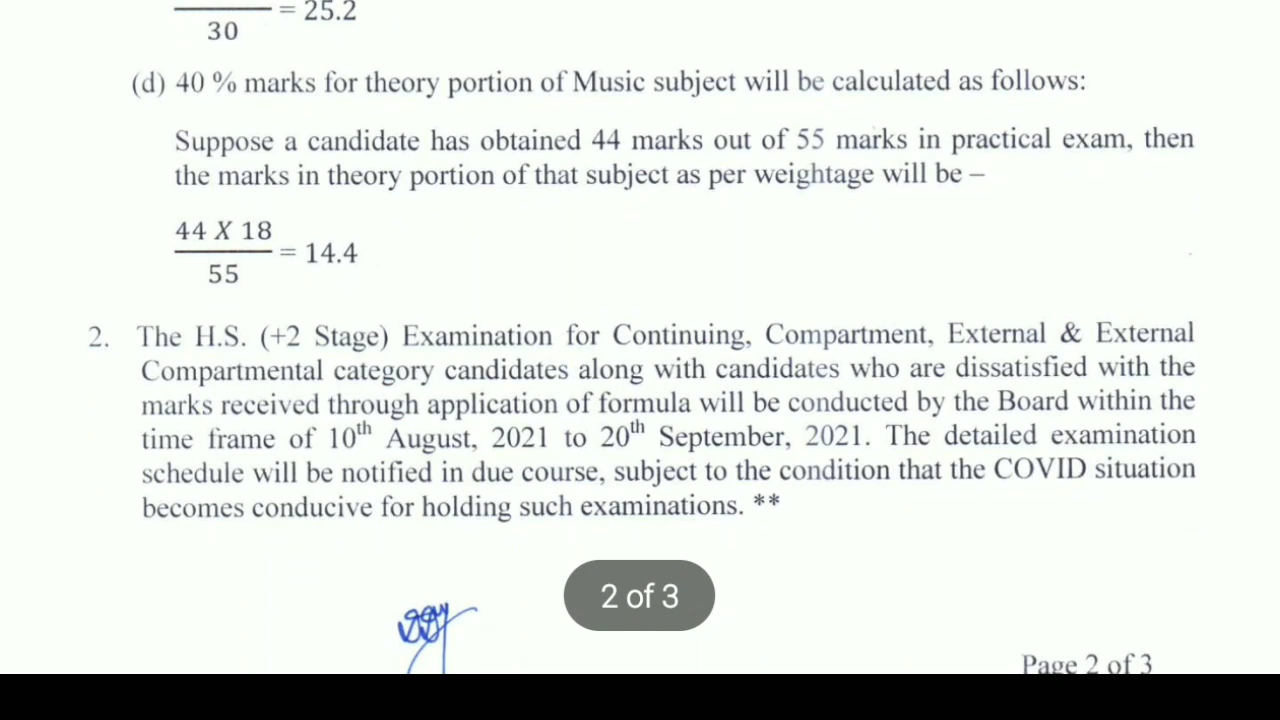 30
= 25.2
(d) 40 % marks for theory portion of Music subject will be calculated as follows:
Suppose a candidate has obtained 44 marks out of 55 marks in practical exam, then
the marks in theory portion of that subject as per weightage will be –
44 X 18
55
= 14.4
2. The H.S. (+2 Stage) Examination for Continuing, Compartment, External & External
Compartmental category candidates along with candidates who are dissatisfied with the
marks received through application of formula will be conducted by the Board within the
time frame of 10th August, 2021 to 20th September, 2021. The detailed examination
schedule will be notified in due course, subject to the condition that the COVID situation
becomes conducive for holding such examinations. **
2 of 3
Page 2 of 3